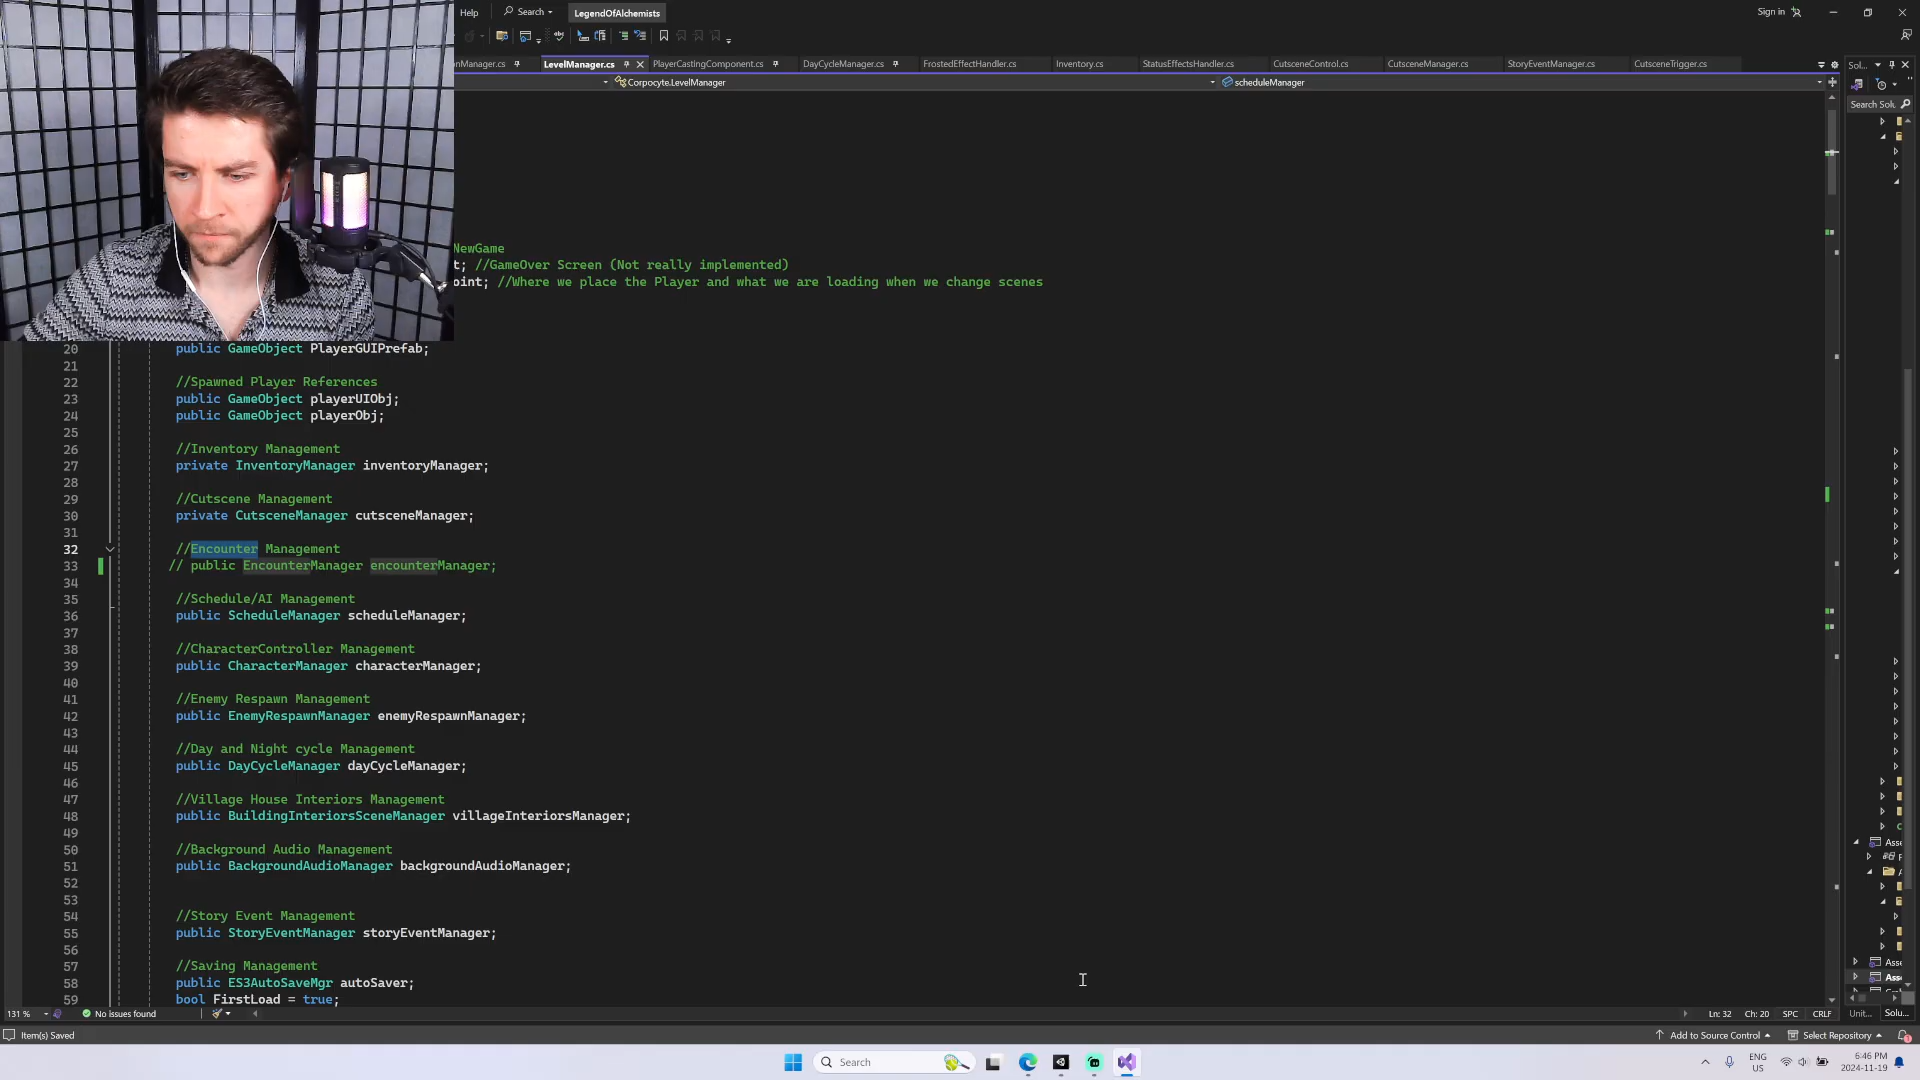 Help Search LegendOfAlchemists Sign in
LevelManager.cs PlayerCastingComponent.cs DayCycleManager.cs FrostedEffectHandler.cs Inventory.cs StatusEffectsHandler.cs CutsceneControl.cs CutsceneManager.cs StoryEventManager.cs CutsceneTrigger.cs
Corpocyte.LevelManager scheduleManager
NewGame
t; //GameOver Screen (Not really implemented)
oint; //Where we place the Player and what we are loading when we change scenes
20 public GameObject PlayerGUIPrefab;
21
22 //Spawned Player References
23 public GameObject playerUIObj;
24 public GameObject playerObj;
25
26 //Inventory Management
27 private InventoryManager inventoryManager;
28
29 //Cutscene Management
30 private CutsceneManager cutsceneManager;
31
32 //Encounter Management
33 // public EncounterManager encounterManager;
34
35 //Schedule/AI Management
36 public ScheduleManager scheduleManager;
37
38 //CharacterController Management
39 public CharacterManager characterManager;
40
41 //Enemy Respawn Management
42 public EnemyRespawnManager enemyRespawnManager;
43
44 //Day and Night cycle Management
45 public DayCycleManager dayCycleManager;
46
47 //Village House Interiors Management
48 public BuildingInteriorsSceneManager villageInteriorsManager;
49
50 //Background Audio Management
51 public BackgroundAudioManager backgroundAudioManager;
52
53
54 //Story Event Management
55 public StoryEventManager storyEventManager;
56
57 //Saving Management
58 public ES3AutoSaveMgr autoSaver;
59 bool FirstLoad = true;
131 % No issues found Ln: 32 Ch: 20 SPC CRLF
Item(s) Saved Add to Source Control Select Repository
Search ENG US 6:46 PM 2024-11-19